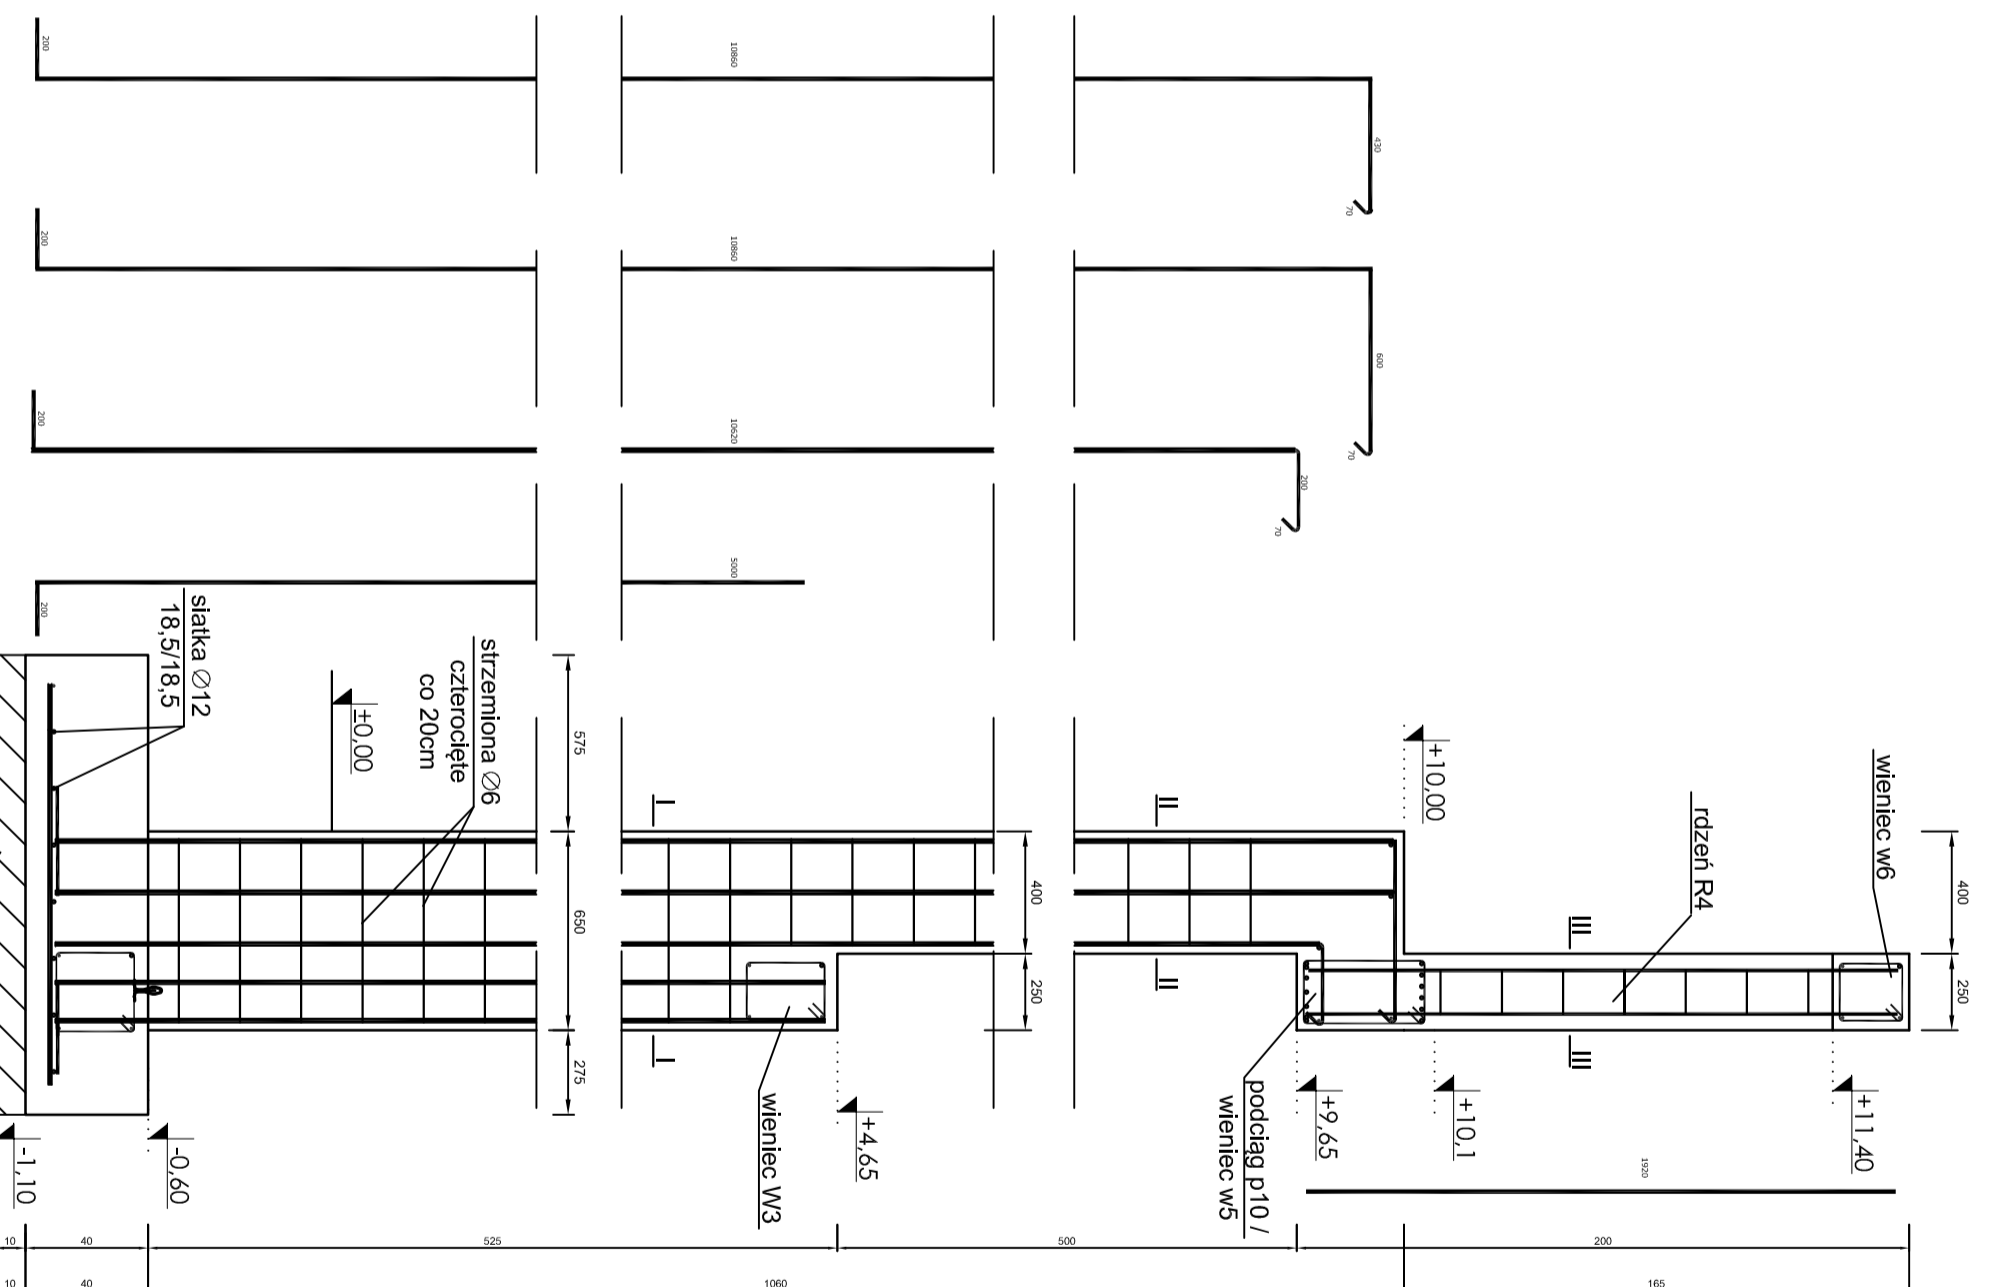 200
10860
430
70
200
10860
600
70
200
10620
200
70
200
5000
siatka ∅12
18,5/18,5
strzemiona ∅6
czterocięte
co 20cm
±0,00
575
650
275
I
I
II
II
III
III
400
250
+10,00
rdzeń R4
wieniec w6
400
250
wieniec W3
podciąg p10 /
wieniec w5
-1,10
-0,60
+4,65
+9,65
+10,1
+11,40
1920
10
40
525
500
200
10
40
1060
165